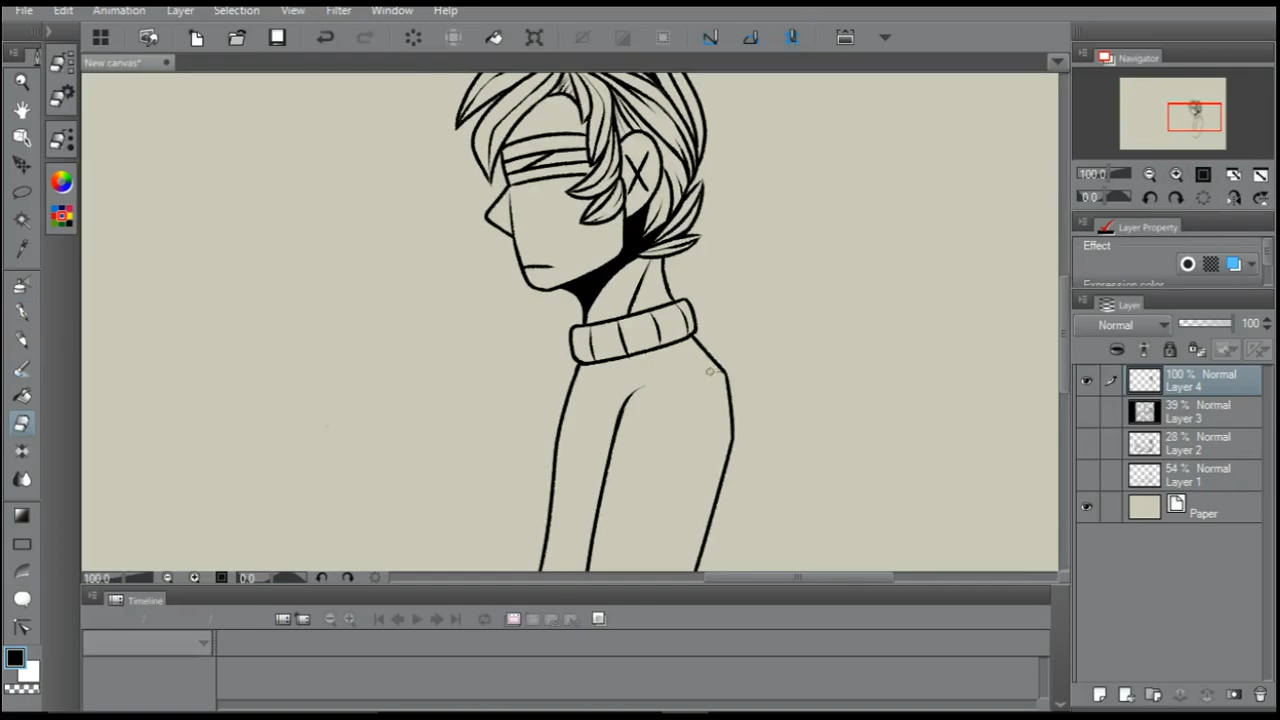 File Edit Animation Layer Selection View Filter Window Help
New canvas*
Navigator
100.0
0.0
Layer Property
Effect
Expression color
Layer
Normal 100
100 % Normal
Layer 4
39 % Normal
Layer 3
28 % Normal
Layer 2
54 % Normal
Layer 1
Paper
100.0 0.0
Timeline